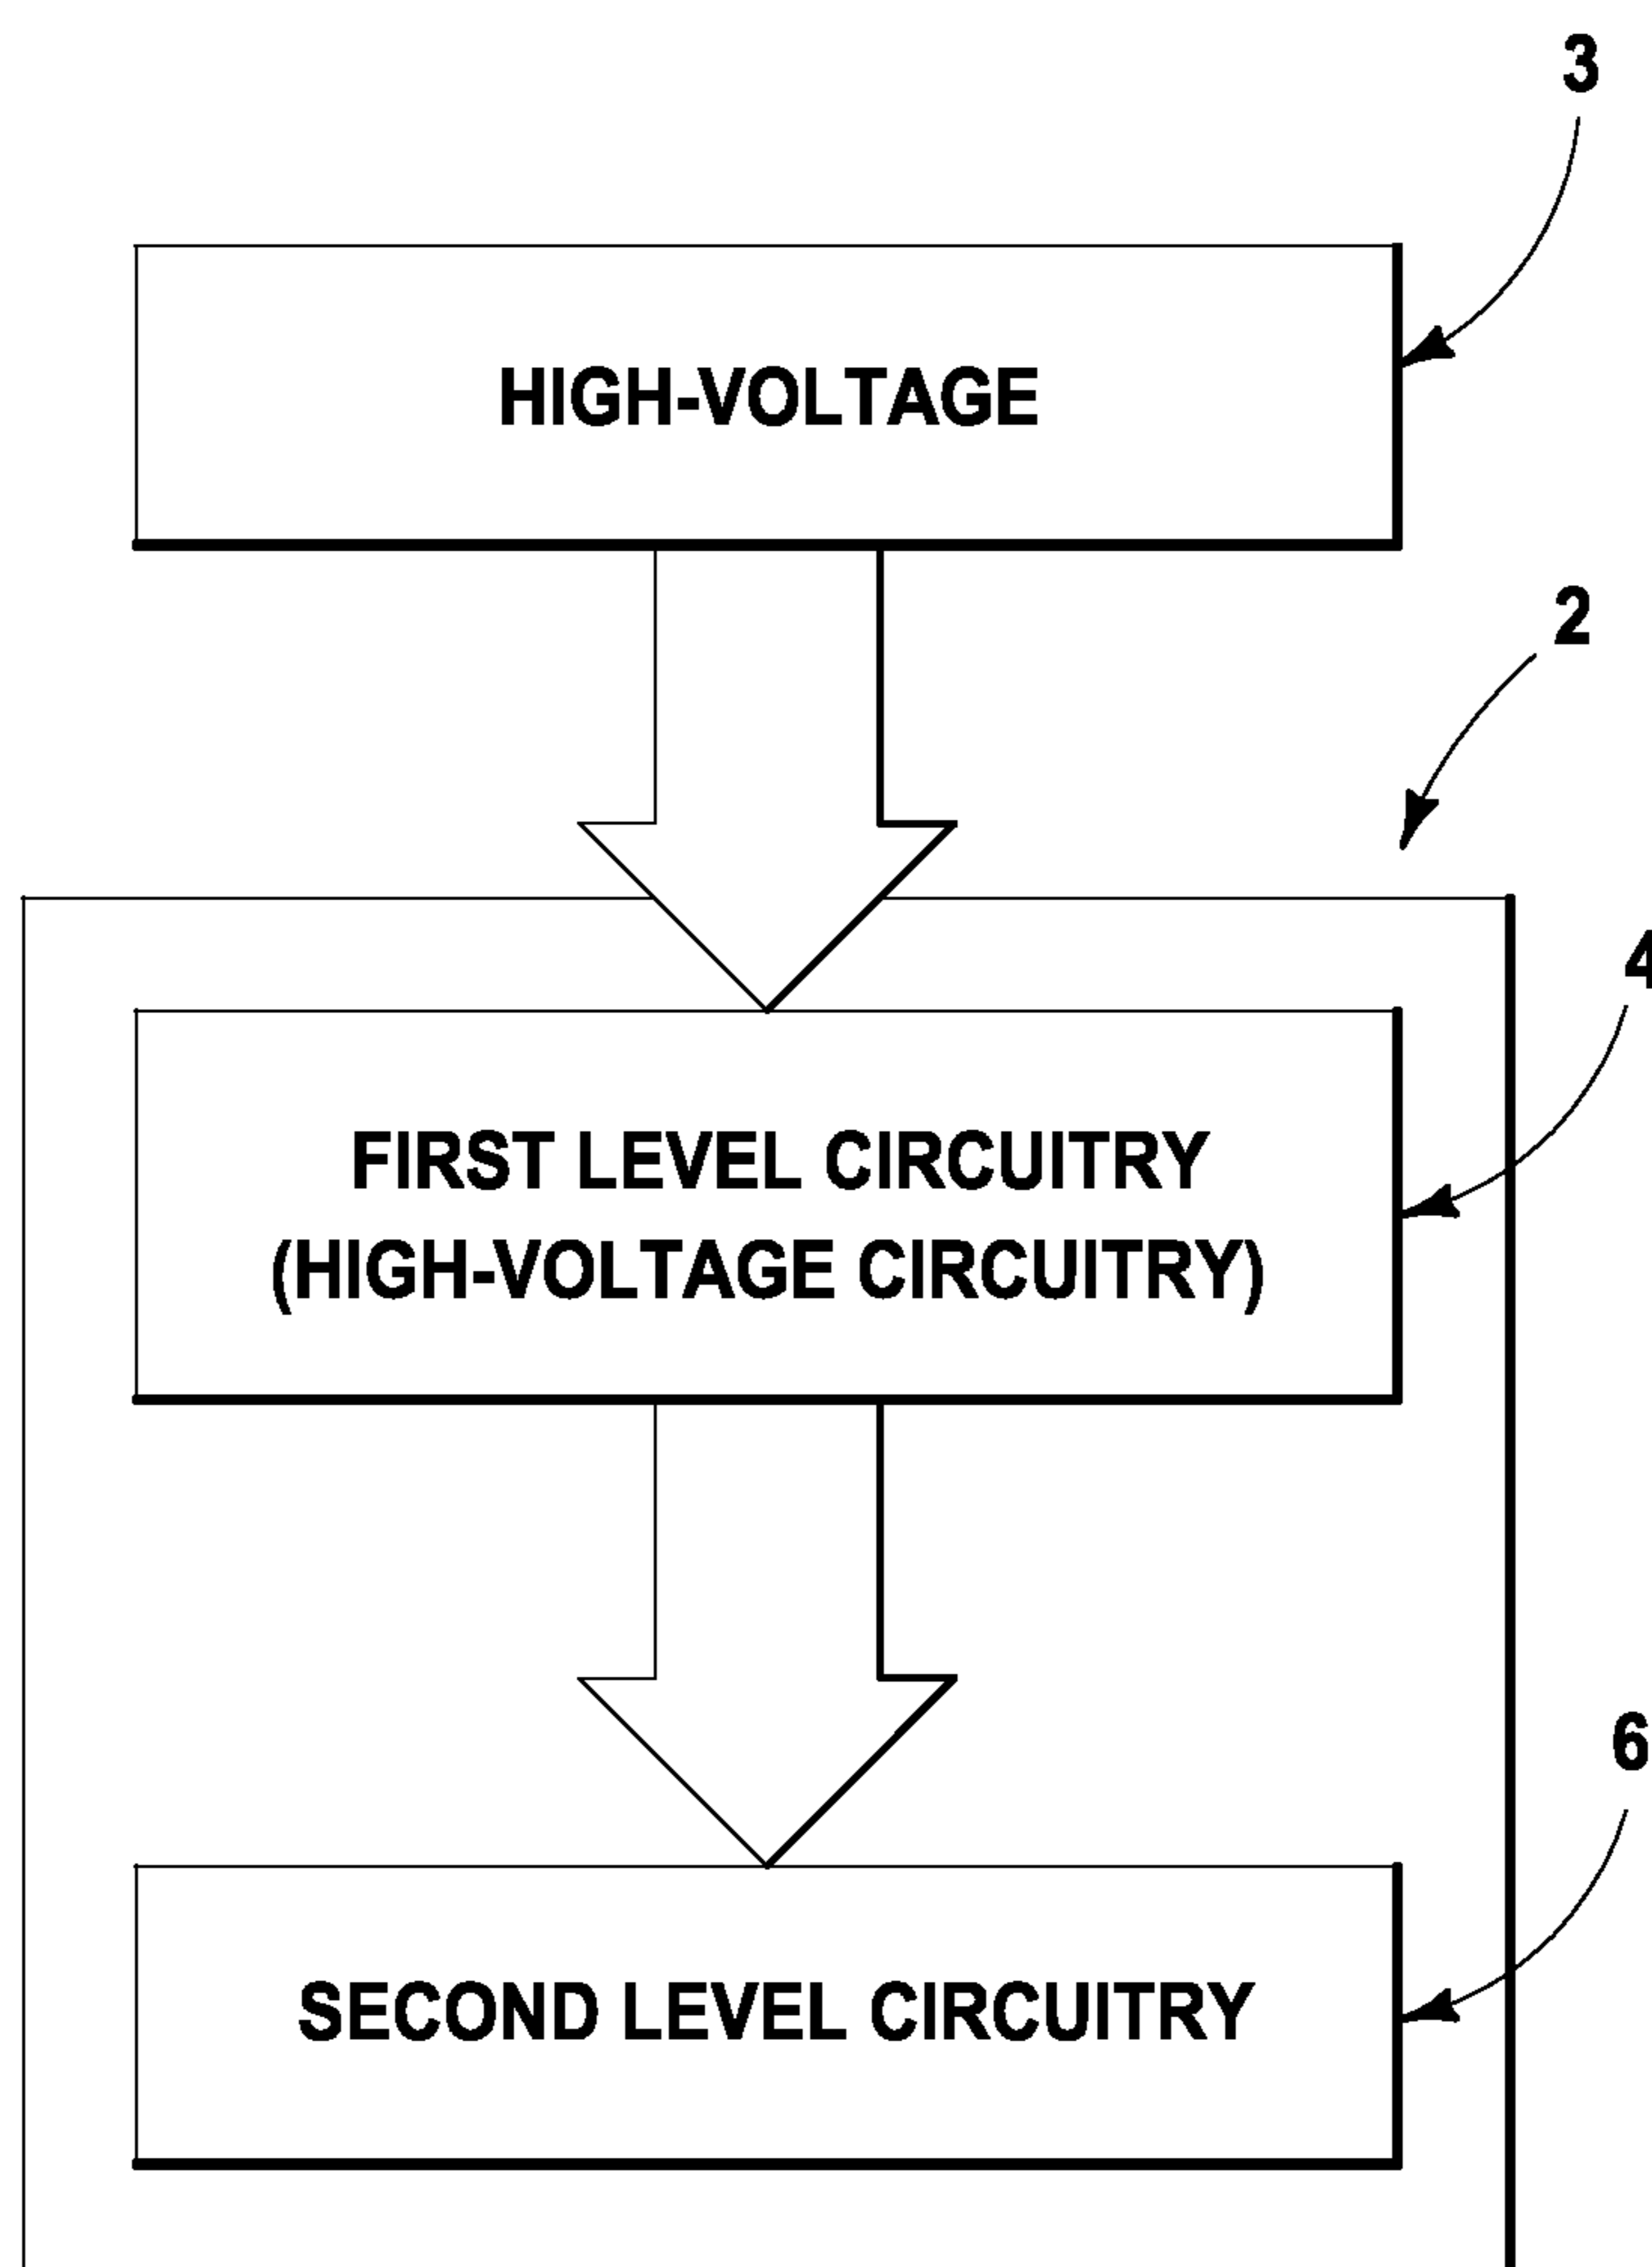 3
HIGH-VOLTAGE
2
4
FIRST LEVEL CIRCUITRY
(HIGH-VOLTAGE CIRCUITRY)
6
SECOND LEVEL CIRCUITRY